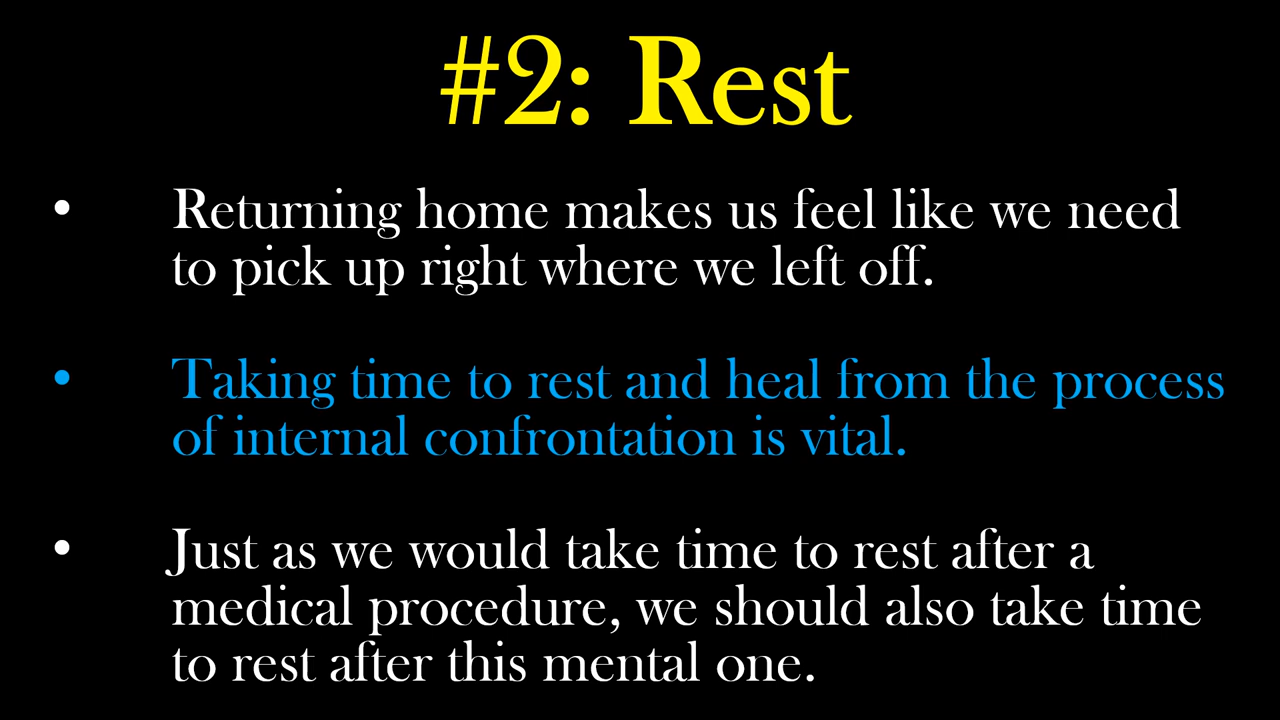 #2: Rest
• Returning home makes us feel like we need
to pick up right where we left off.
• Taking time to rest and heal from the process
of internal confrontation is vital.
• Just as we would take time to rest after a
medical procedure, we should also take time
to rest after this mental one.